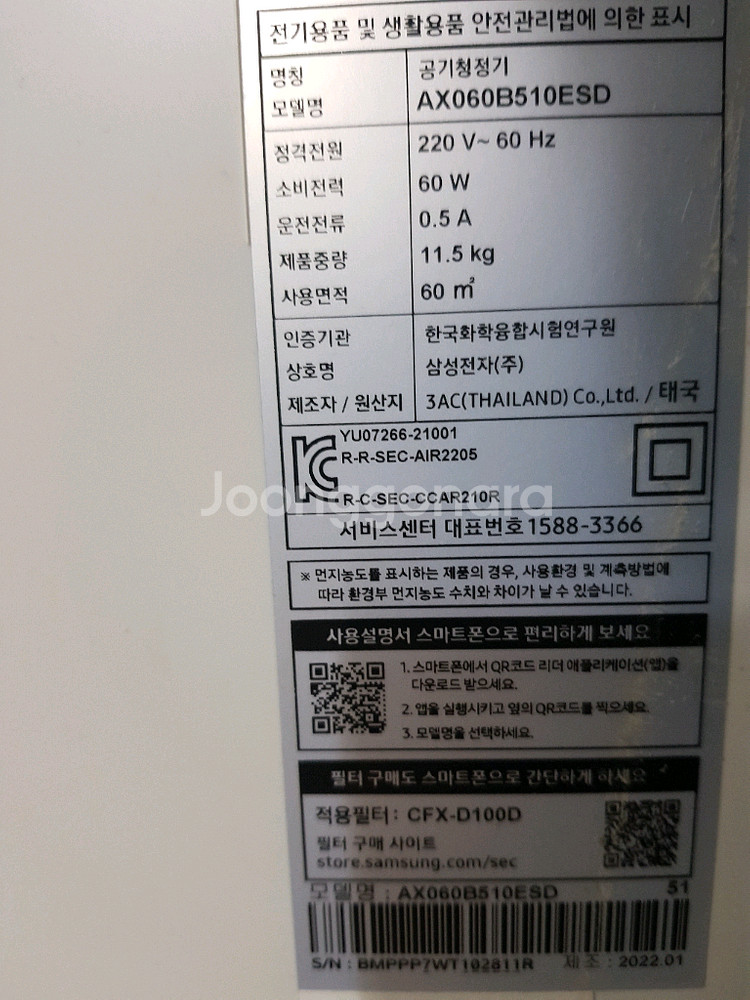 전기용품 및 생활용품 안전관리법에 의한 표시
명칭 공기청정기
모델명 AX060B510ESD
정격전원 220 V~ 60 Hz
소비전력 60 W
운전전류 0.5 A
제품중량 11.5 kg
사용면적 60 ㎡
인증기관 한국화학융합시험연구원
상호명 삼성전자(주)
제조자 / 원산지 3AC(THAILAND) Co.,Ltd. / 태국
YU07266-21001
R-R-SEC-AIR2205
R-C-SEC-CCAR210R
Joonggonara
서비스센터 대표번호 1588-3366
※ 먼지농도를 표시하는 제품의 경우, 사용환경 및 계측방법에
따라 환경부 먼지농도 수치와 차이가 날 수 있습니다.
사용설명서 스마트폰으로 편리하게 보세요
1. 스마트폰에서 QR코드 리더 애플리케이션(앱)을
다운로드 받으세요.
2. 앱을 실행시키고 옆의 QR코드를 찍으세요.
3. 모델명을 선택하세요.
필터 구매도 스마트폰으로 간단하게 하세요
적용필터 : CFX-D100D
필터 구매 사이트
store.samsung.com/sec
모델명 : AX060B510ESD 51
S/N : BMPPP7WT102811R 제조 : 2022.01